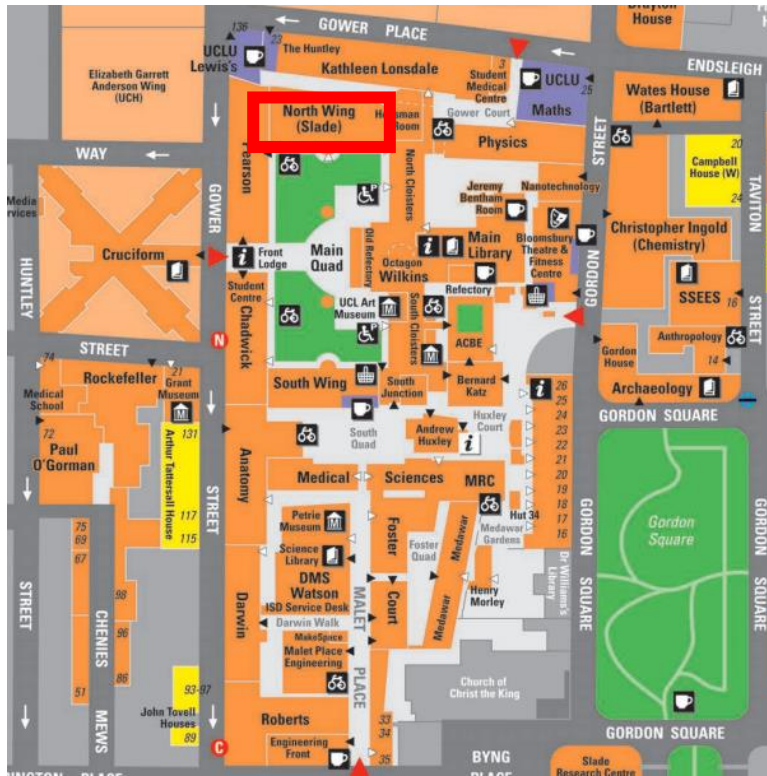 Drayton
House
GOWER PLACE
136
23
UCLU
Lewis's
The Huntley
Kathleen Lonsdale
3
Student
Medical
Centre
UCLU
25
Maths
ENDSLEIGH
Wates House
(Bartlett)
Elizabeth Garrett
Anderson Wing
(UCH)
North Wing
(Slade)
Room
Gower Court
Physics
STREET
20
Campbell
House (W)
24
TAVITON
WAY
Pearson
North Cloisters
P
Jeremy
Bentham
Room
Nanotechnology
Media
GOWER
Cruciform
i
Front
Lodge
Main
Quad
Old Refectory
Octagon
Wilkins
i
Main
Library
Bloomsbury
Theatre &
Fitness
Centre
Christopher Ingold
(Chemistry)
HUNTLEY
Student
Centre
Chadwick
UCL Art
Museum
M
Refectory
GORDON
SSEES
16
STREET
P
South Cloisters
M
ACBE
Gordon
House
Anthropology
14
N
STREET
74
Rockefeller
21
Grant
Museum
M
South Wing
South
Junction
Bernard
Katz
i
26
25
24
23
22
21
20
19
18
17
16
Archaeology
GORDON SQUARE
Medical
School
72
Paul
O'Gorman
131
Arthur Tattersall House
117
115
STREET
Anatomy
South
Quad
Andrew
Huxley
i
Huxley
Court
Medical
Sciences
MRC
Hut 34
Medawar
Gardens
GORDON
SQUARE
Gordon
Square
75
69
67
Petrie
Museum
M
Science
Library
DMS
Watson
ISD Service Desk
Foster
Court
Foster
Quad
Medawar
Medawar
Henry
Morley
Dr Williams's
Library
STREET
CHENIES
MEWS
98
96
86
51
Darwin
Darwin Walk
MakeSpace
Malet Place
Engineering
MALET
PLACE
Church of
Christ the King
93-97
John Tovell
Houses
89
C
Roberts
Engineering
Front
33
34
35
GORDON SQUARE
BYNG
Slade
Research Centre